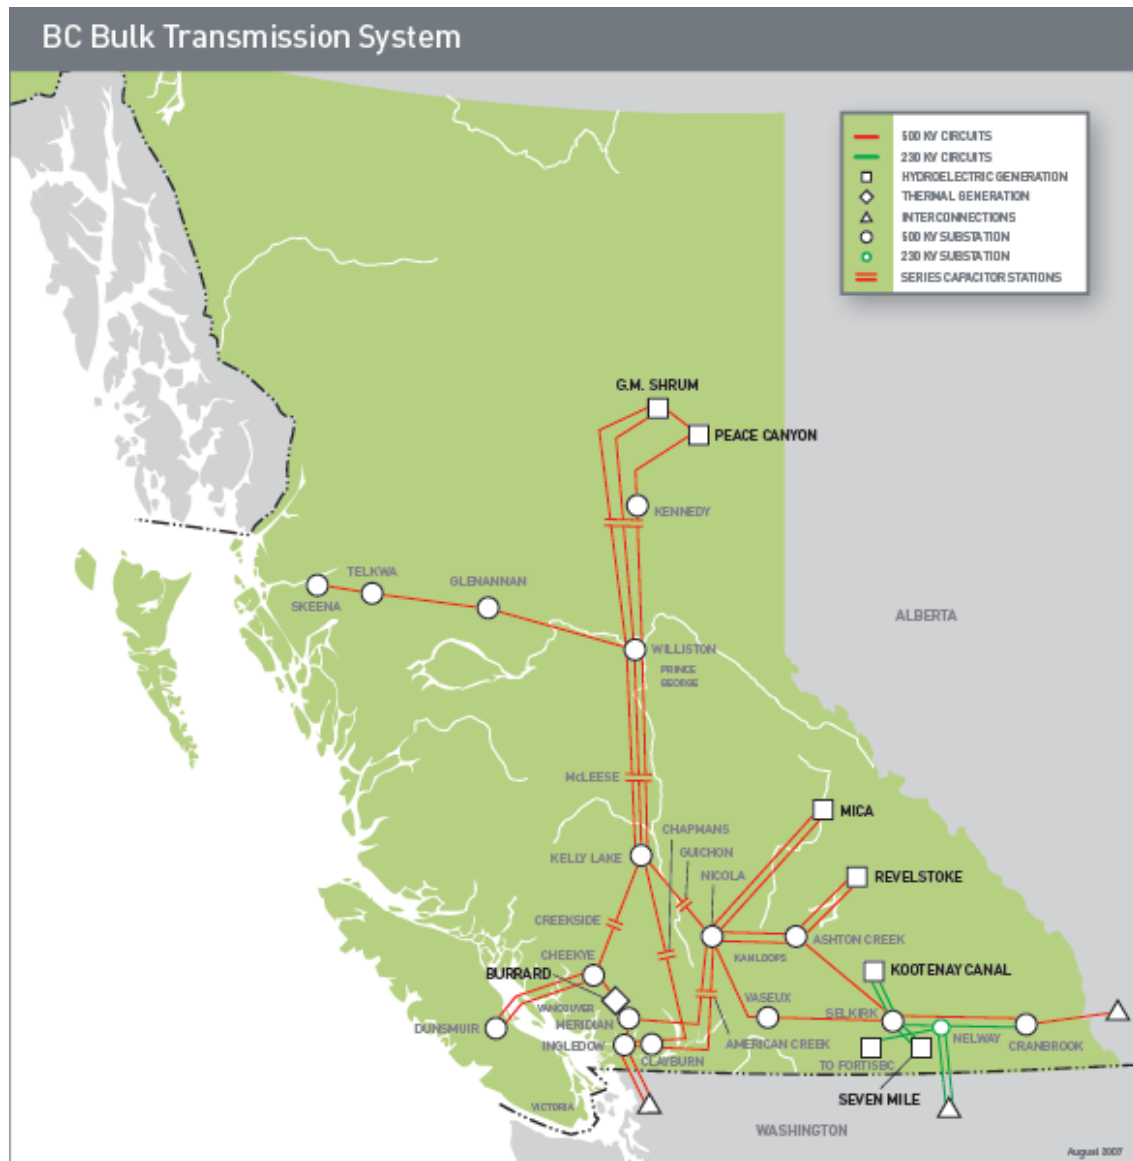 BC Bulk Transmission System
500 KV CIRCUITS
230 KV CIRCUITS
HYDROELECTRIC GENERATION
THERMAL GENERATION
INTERCONNECTIONS
500 KV SUBSTATION
230 KV SUBSTATION
SERIES CAPACITOR STATIONS
G.M. SHRUM
PEACE CANYON
KENNEDY
TELKWA
GLENANNAN
SKEENA
ALBERTA
WILLISTON
PRINCE
GEORGE
McLEESE
MICA
CHAPMANS
KELLY LAKE
GUICHON
NICOLA
REVELSTOKE
CREEKSIDE
ASHTON CREEK
CHEEKYE
KAMLOOPS
BURRARD
KOOTENAY CANAL
VASEUX
VANCOUVER
SELKIRK
DUNSMUIR
MERIDIAN
NELWAY
INGLEDOW
AMERICAN CREEK
CRANBROOK
CLAYBURN
TO FORTISBC
SEVEN MILE
VICTORIA
WASHINGTON
August 2007